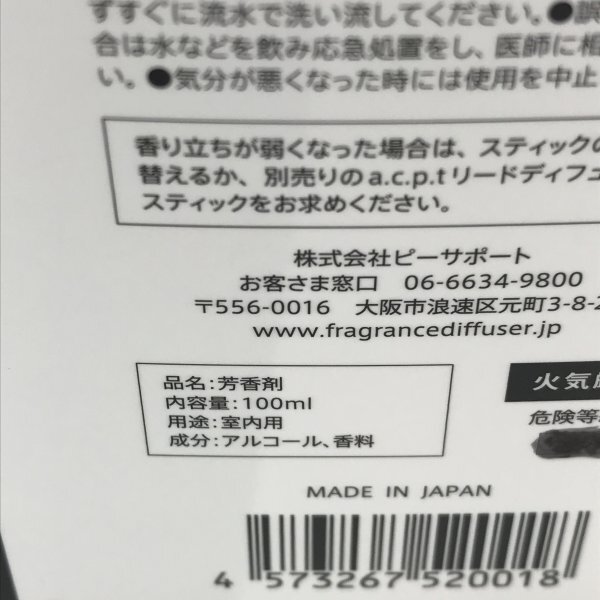 すすぐに流水で洗い流してください。●誤
合は水などを飲み応急処置をし、医師に相
い。●気分が悪くなった時には使用を中止
香り立ちが弱くなった場合は、スティックの
替えるか、別売りのa.c.p.tリードディフュ
スティックをお求めください。
株式会社ピーサポート
お客さま窓口 06-6634-9800
〒556-0016 大阪市浪速区元町3-8-2
www.fragrancediffuser.jp
品名:芳香剤
内容量:100ml
用途:室内用
成分:アルコール、香料
火気厳
危険等
MADE IN JAPAN
4 573267 520018